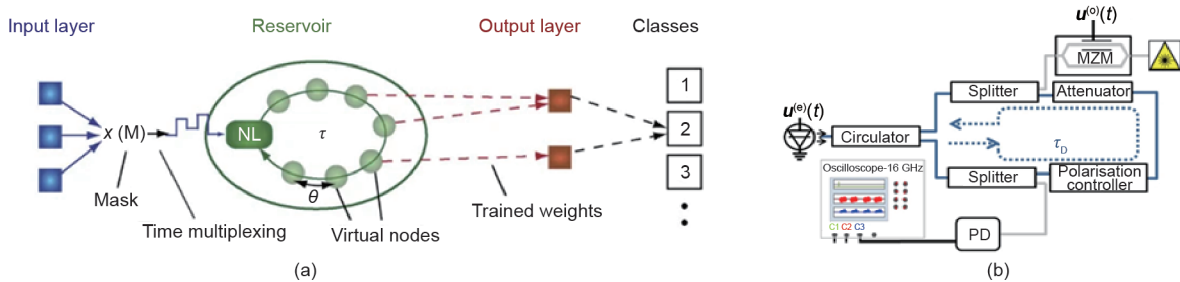 Input layer
Reservoir
Output layer
Classes
x (M)
NL
τ
θ
1
2
3
Mask
Time multiplexing
Virtual nodes
Trained weights
(a)
u(o)(t)
MZM
Splitter
Attenuator
u(e)(t)
Circulator
τD
Oscilloscope-16 GHz
Splitter
Polarisation
controller
C1 C2 C3
PD
(b)